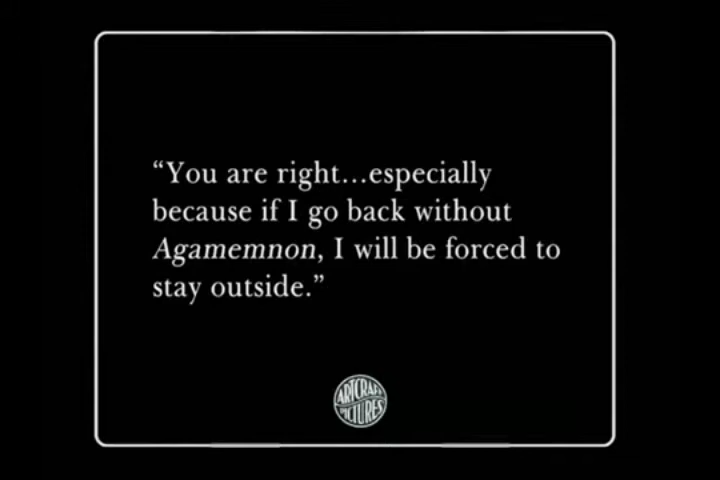 “You are right...especially
because if I go back without
Agamemnon, I will be forced to
stay outside.”
ARTCRAFT
PICTURES